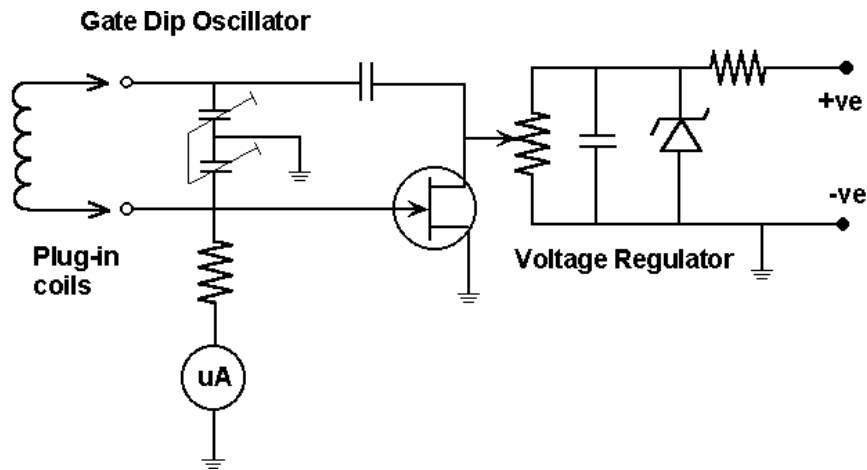 Gate Dip Oscillator
+ve
-ve
Plug-in
coils
Voltage Regulator
uA